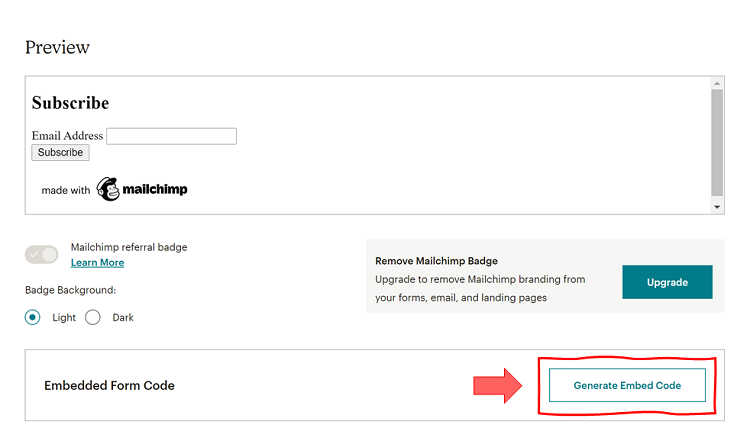 Preview
Subscribe
Email Address
Subscribe
made with mailchimp
Mailchimp referral badge
Learn More
Badge Background:
Light Dark
Remove Mailchimp Badge
Upgrade to remove Mailchimp branding from
your forms, email, and landing pages
Upgrade
Embedded Form Code
Generate Embed Code